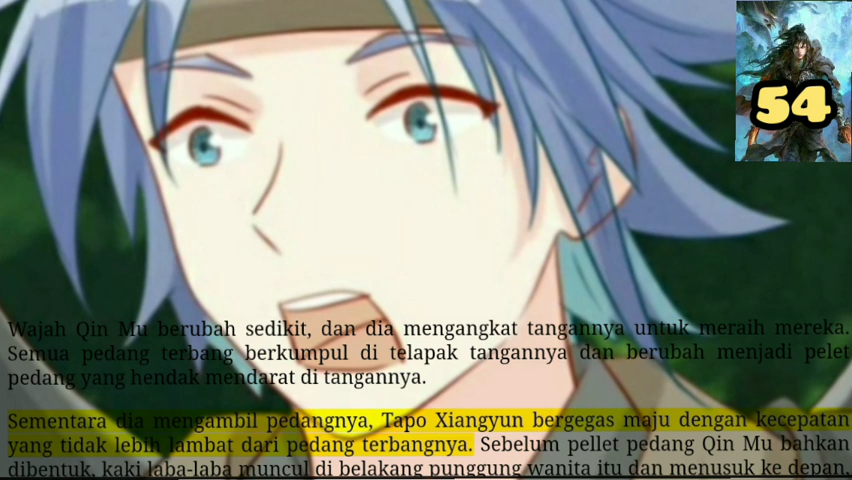 54
Wajah Qin Mu berubah sedikit, dan dia mengangkat tangannya untuk meraih mereka.
Semua pedang terbang berkumpul di telapak tangannya dan berubah menjadi pelet
pedang yang hendak mendarat di tangannya.
Sementara dia mengambil pedangnya, Tapo Xiangyun bergegas maju dengan kecepatan
yang tidak lebih lambat dari pedang terbangnya. Sebelum pellet pedang Qin Mu bahkan
dibentuk, kaki laba-laba muncul di belakang punggung wanita itu dan menusuk ke depan,